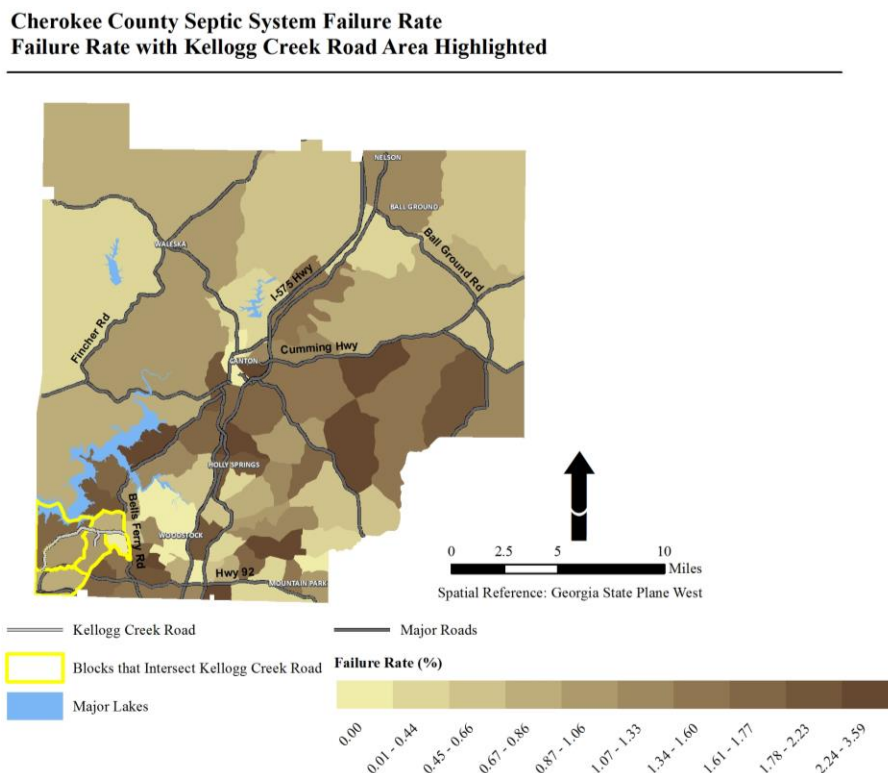 Cherokee County Septic System Failure Rate
Failure Rate with Kellogg Creek Road Area Highlighted
NELSON
BALL GROUND
Ball Ground Rd
WALESKA
I-575 Hwy
Fincher Rd
Cumming Hwy
CANTON
HOLLY SPRINGS
Bells Ferry Rd
WOODSTOCK
Hwy 92
MOUNTAIN PARK
0 2.5 5 10
Miles
Spatial Reference: Georgia State Plane West
Kellogg Creek Road
Major Roads
Blocks that Intersect Kellogg Creek Road
Major Lakes
Failure Rate (%)
0.00
0.01 - 0.44
0.45 - 0.66
0.67 - 0.86
0.87 - 1.06
1.07 - 1.33
1.34 - 1.60
1.61 - 1.77
1.78 - 2.23
2.24 - 3.59